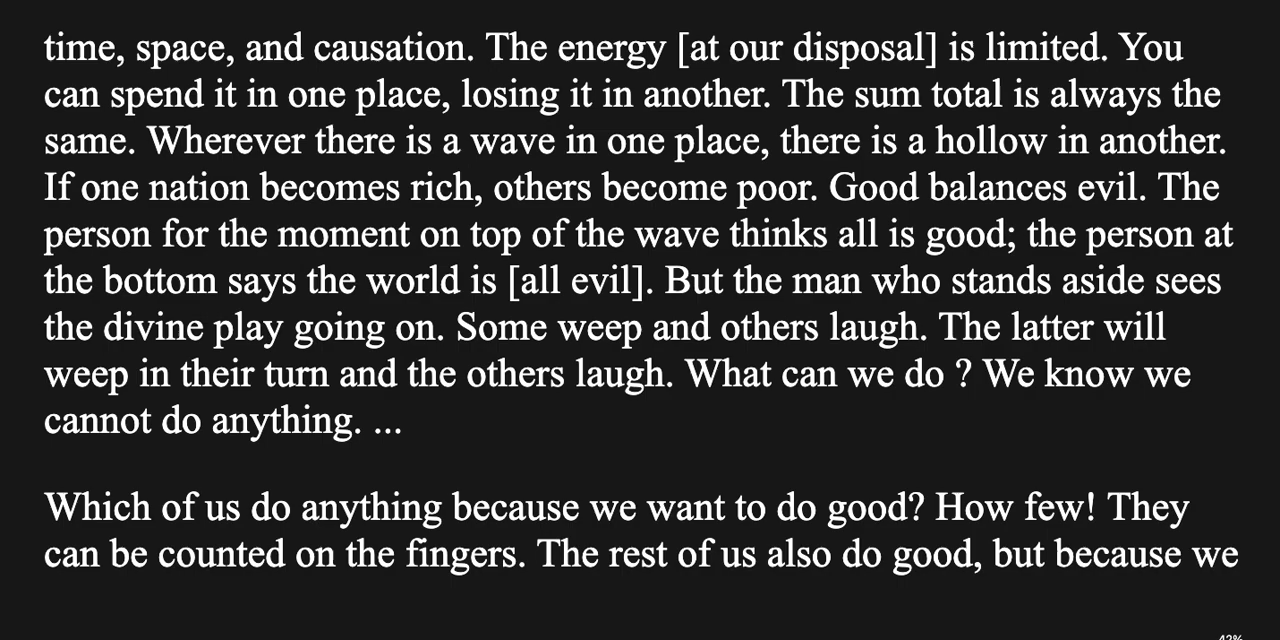 time, space, and causation. The energy [at our disposal] is limited. You
can spend it in one place, losing it in another. The sum total is always the
same. Wherever there is a wave in one place, there is a hollow in another.
If one nation becomes rich, others become poor. Good balances evil. The
person for the moment on top of the wave thinks all is good; the person at
the bottom says the world is [all evil]. But the man who stands aside sees
the divine play going on. Some weep and others laugh. The latter will
weep in their turn and the others laugh. What can we do ? We know we
cannot do anything. ...
Which of us do anything because we want to do good? How few! They
can be counted on the fingers. The rest of us also do good, but because we